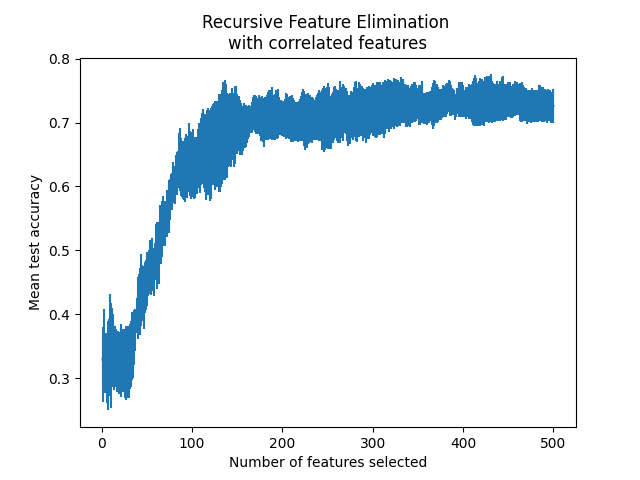 Recursive Feature Elimination
with correlated features
0.8
0.7
0.6
0.5
0.4
0.3
Mean test accuracy
0 100 200 300 400 500
Number of features selected